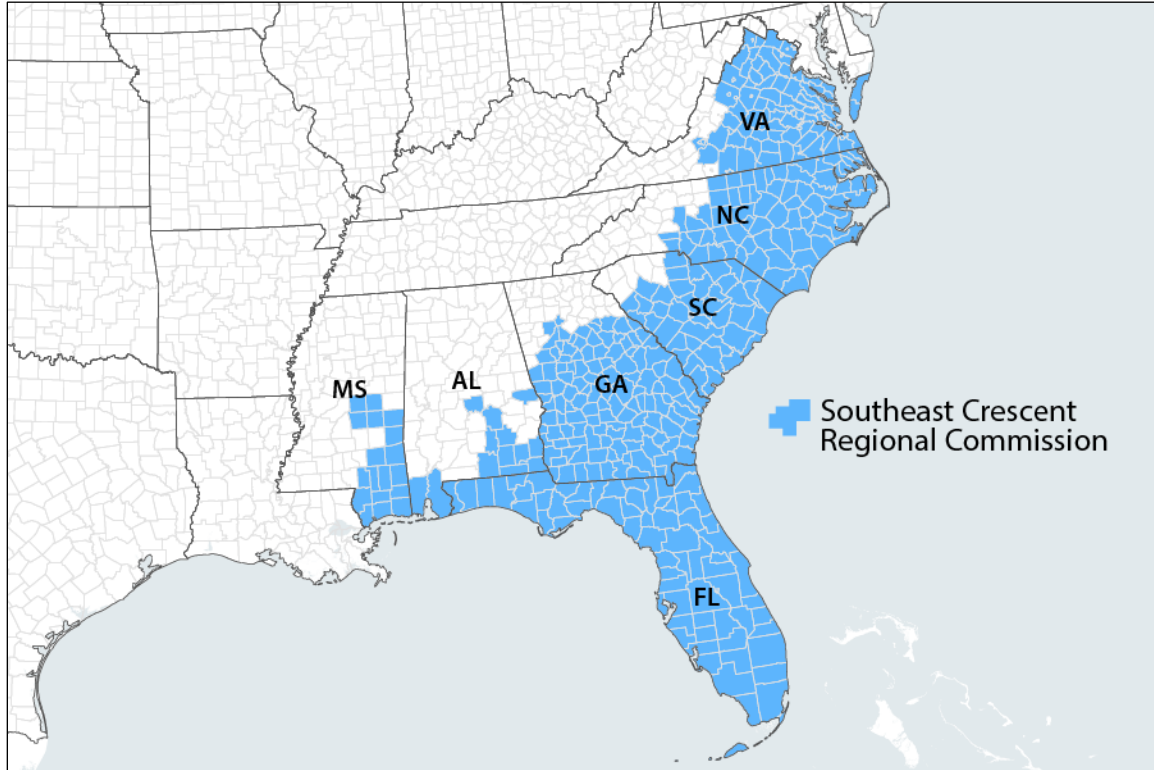 VA
NC
SC
MS
AL
GA
Southeast Crescent
Regional Commission
FL